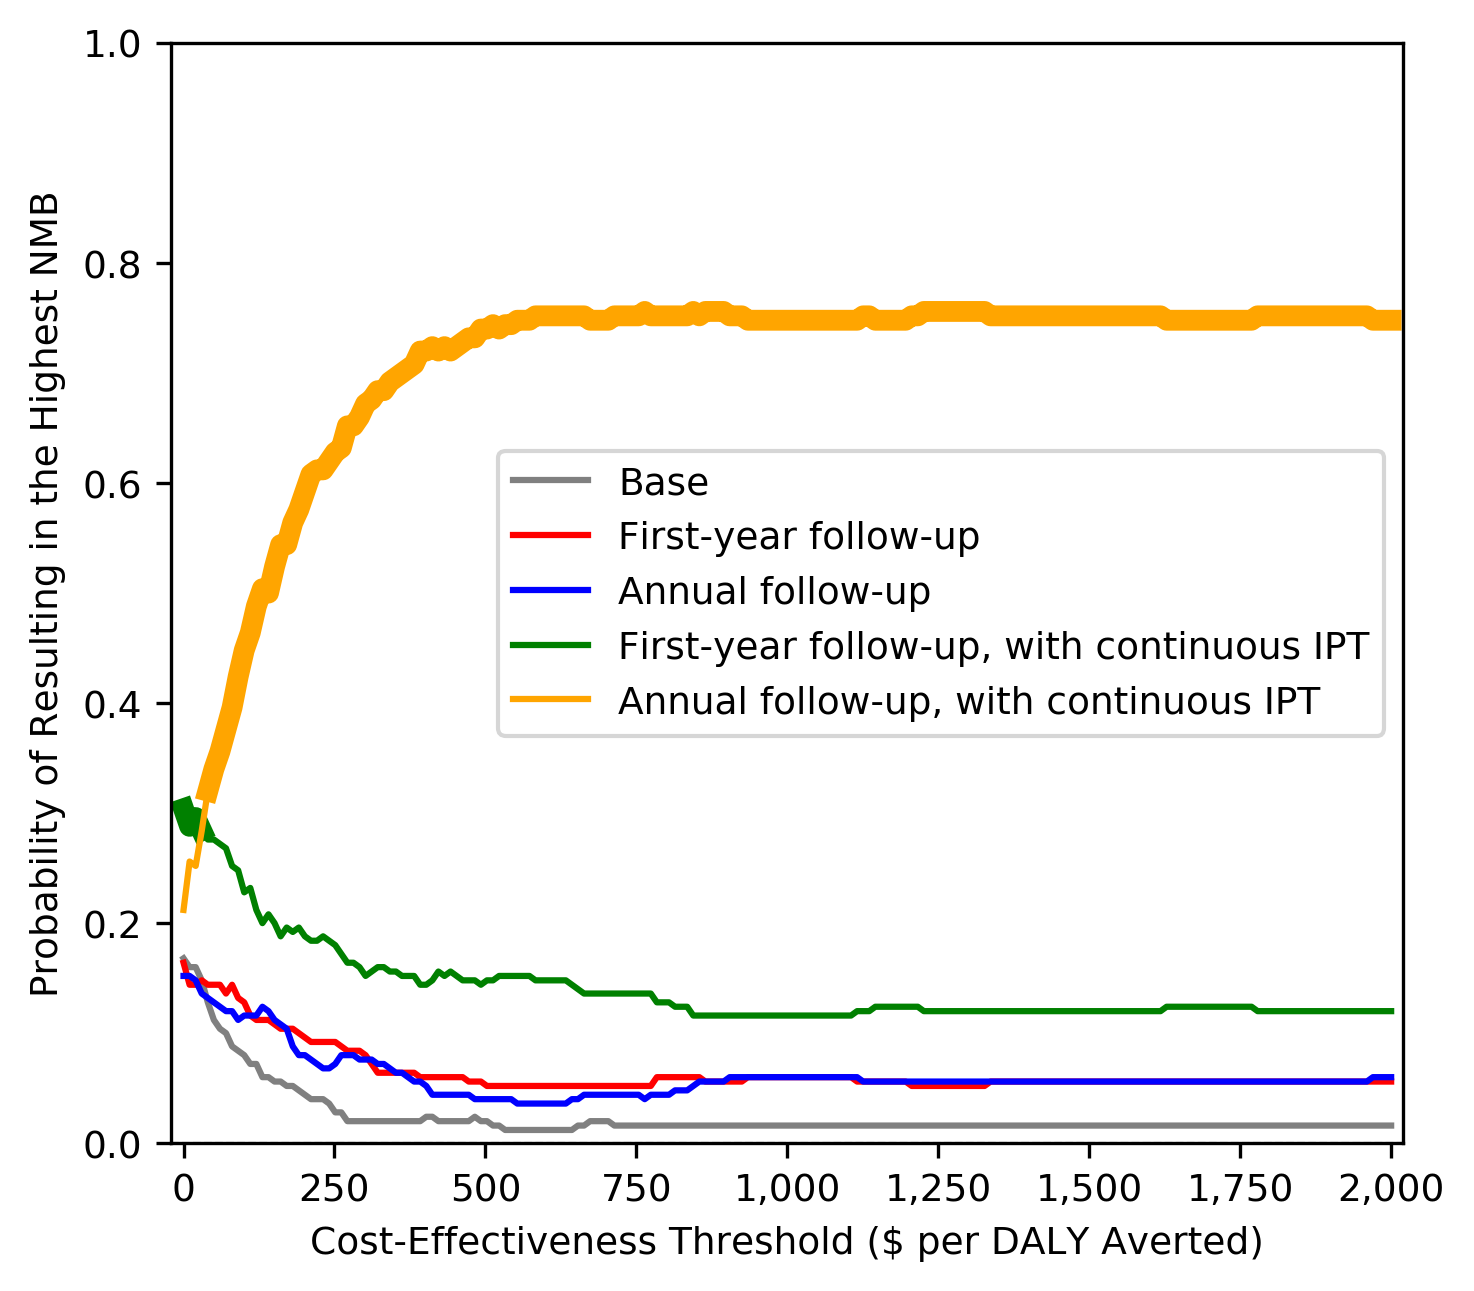 1.0
0.8
0.6
0.4
0.2
0.0
Probability of Resulting in the Highest NMB
Base
First-year follow-up
Annual follow-up
First-year follow-up, with continuous IPT
Annual follow-up, with continuous IPT
0 250 500 750 1,000 1,250 1,500 1,750 2,000
Cost-Effectiveness Threshold ($ per DALY Averted)